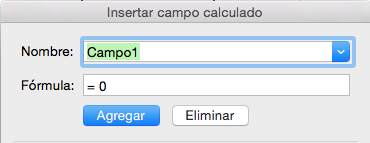 Insertar campo calculado
Nombre: Campo1
Fórmula: = 0
Agregar Eliminar